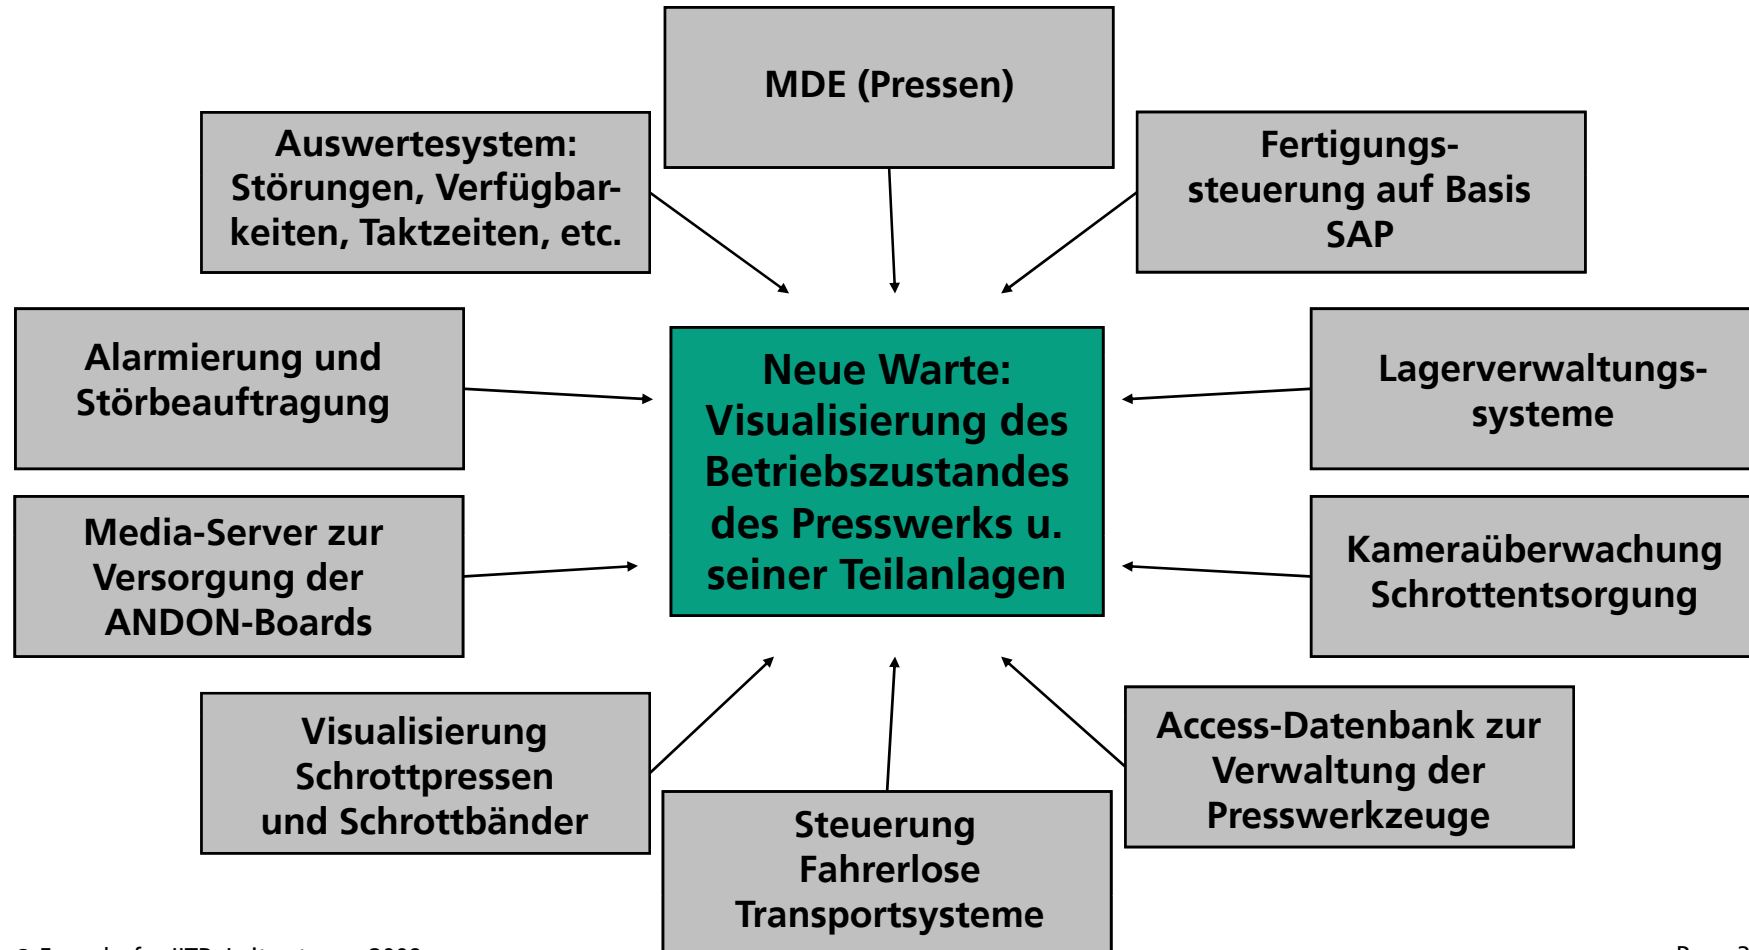 MDE (Pressen)
Auswertesystem:
Störungen, Verfügbar-
keiten, Taktzeiten, etc.
Fertigungs-
steuerung auf Basis
SAP
Alarmierung und
Störbeauftragung
Neue Warte:
Visualisierung des
Betriebszustandes
des Presswerks u.
seiner Teilanlagen
Lagerverwaltungs-
systeme
Media-Server zur
Versorgung der
ANDON-Boards
Kameraüberwachung
Schrottentsorgung
Visualisierung
Schrottpressen
und Schrottbänder
Steuerung
Fahrerlose
Transportsysteme
Access-Datenbank zur
Verwaltung der
Presswerkzeuge